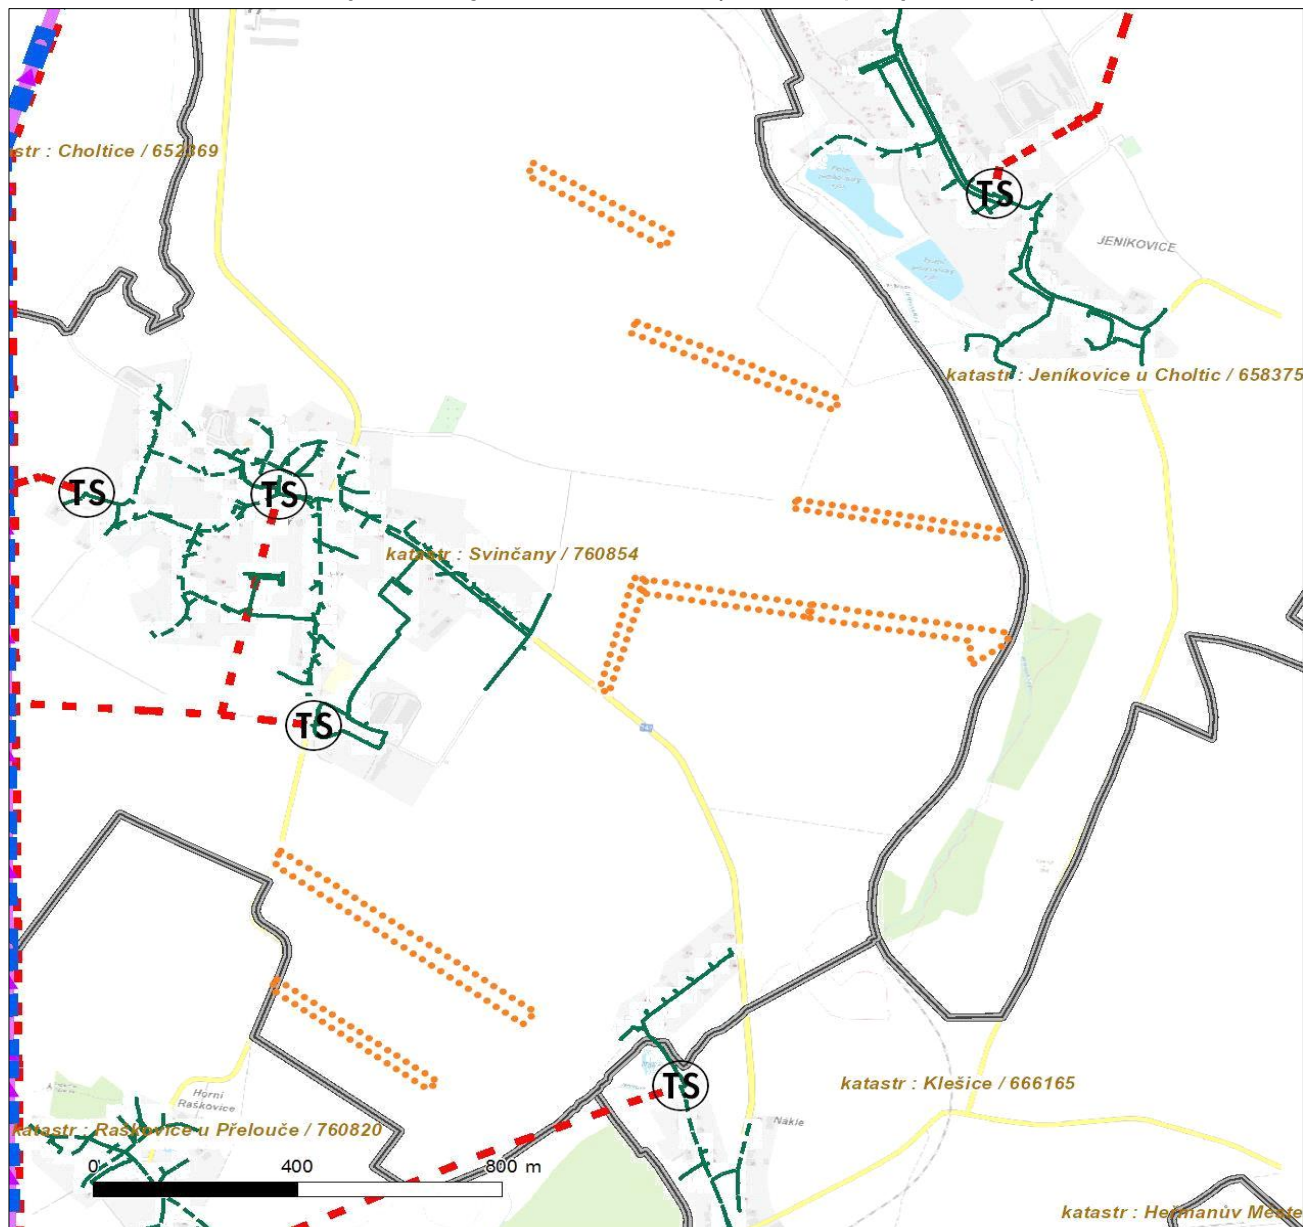 str : Choltice / 652369
TS
JENÍKOVICE
katastr : Jeníkovice u Choltic / 658375
TS
TS
katastr : Svinčany / 760854
TS
TS
katastr : Klešice / 666165
Horní
Raškovice
Nákle
katastr : Raškovice u Přelouče / 760820
0 400 800 m
katastr : Heřmanův Měste